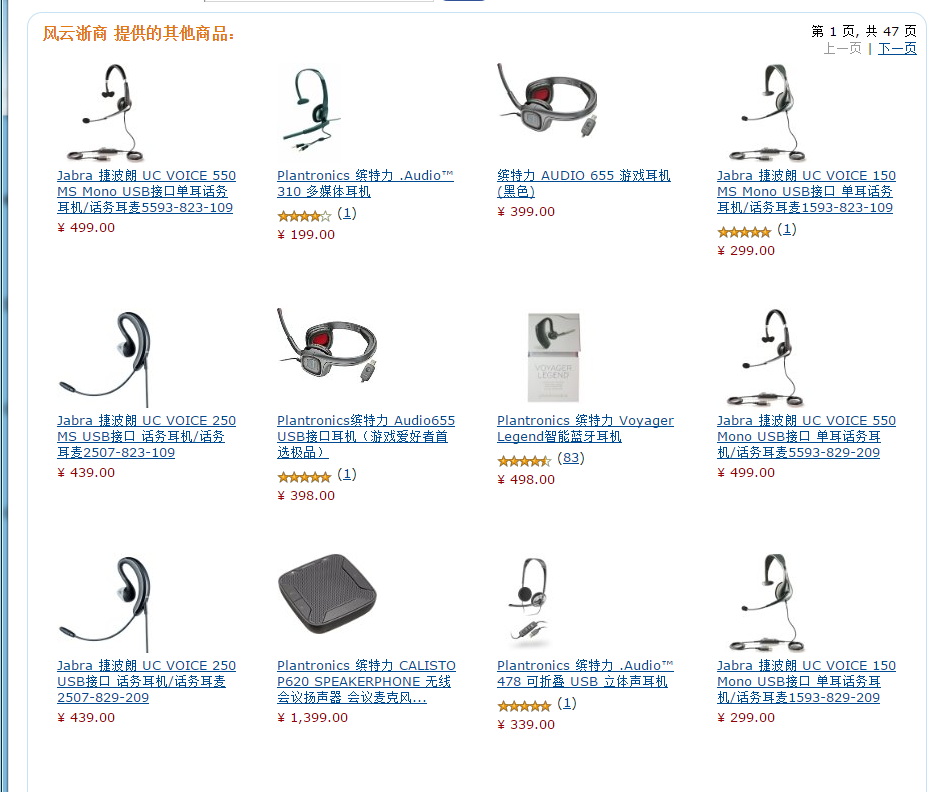 风云浙商 提供的其他商品：
第 1 页, 共 47 页
上一页 | 下一页
Jabra 捷波朗 UC VOICE 550
MS Mono USB接口单耳话务
耳机/话务耳麦5593-823-109
¥ 499.00
Plantronics 缤特力 .Audio™
310 多媒体耳机
(1)
¥ 199.00
缤特力 AUDIO 655 游戏耳机
(黑色)
¥ 399.00
Jabra 捷波朗 UC VOICE 150
MS Mono USB接口 单耳话务
耳机/话务耳麦1593-823-109
(1)
¥ 299.00
Jabra 捷波朗 UC VOICE 250
MS USB接口 话务耳机/话务
耳麦2507-823-109
¥ 439.00
Plantronics缤特力 Audio655
USB接口耳机（游戏爱好者首
选极品）
(1)
¥ 398.00
VOYAGER
LEGEND
Plantronics 缤特力 Voyager
Legend智能蓝牙耳机
(83)
¥ 498.00
Jabra 捷波朗 UC VOICE 550
Mono USB接口 单耳话务耳
机/话务耳麦5593-829-209
¥ 499.00
Jabra 捷波朗 UC VOICE 250
USB接口 话务耳机/话务耳麦
2507-829-209
¥ 439.00
Plantronics 缤特力 CALISTO
P620 SPEAKERPHONE 无线
会议扬声器 会议麦克风...
¥ 1,399.00
Plantronics 缤特力 .Audio™
478 可折叠 USB 立体声耳机
(1)
¥ 339.00
Jabra 捷波朗 UC VOICE 150
Mono USB接口 单耳话务耳
机/话务耳麦1593-829-209
¥ 299.00